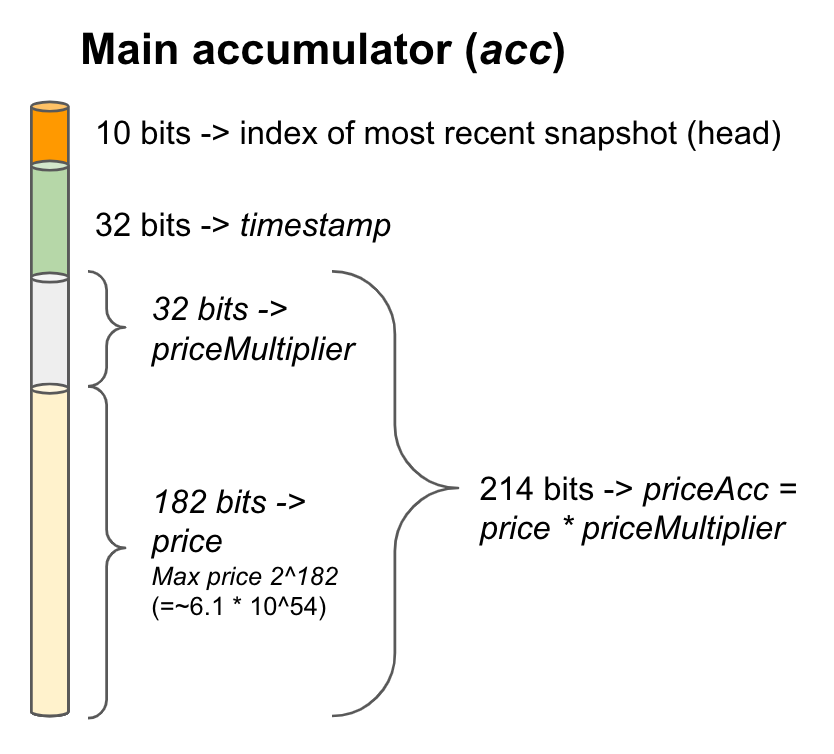 Main accumulator (acc)
10 bits -> index of most recent snapshot (head)
32 bits -> timestamp
32 bits ->
priceMultiplier
182 bits ->
price
Max price 2^182
(=~6.1 * 10^54)
214 bits -> priceAcc =
price * priceMultiplier